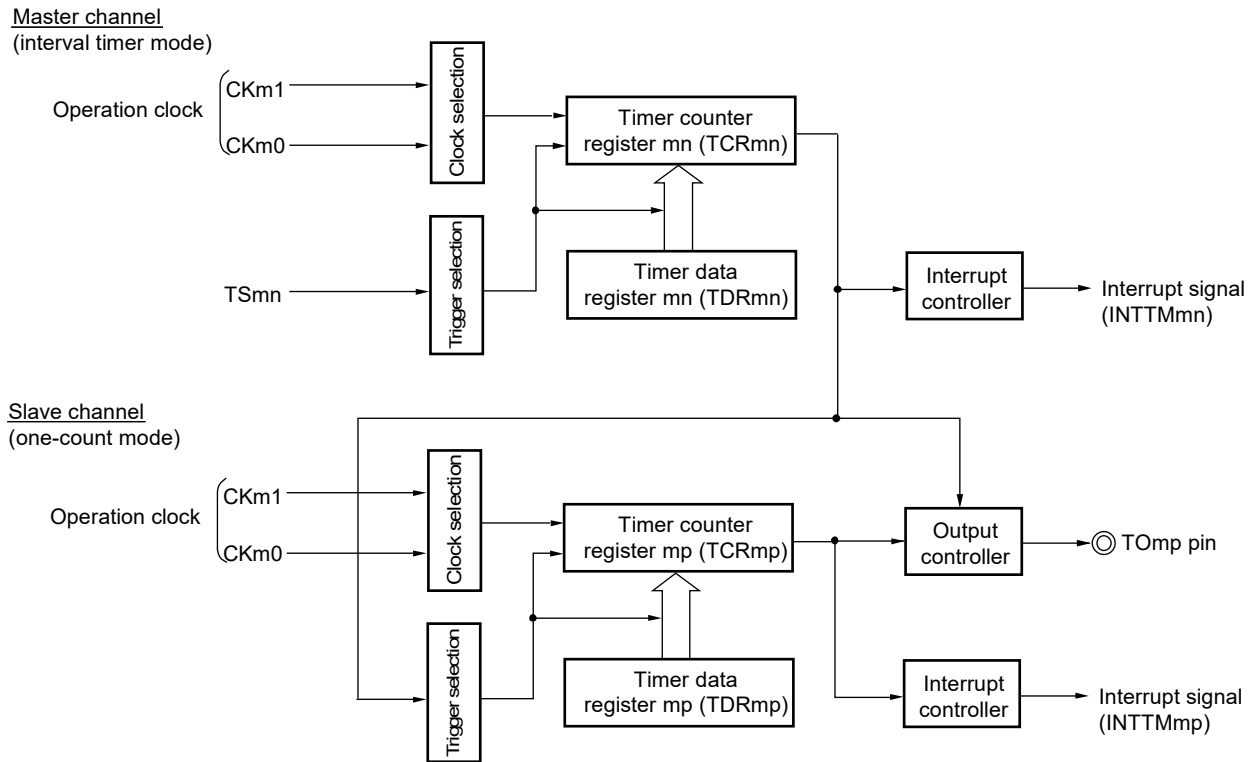 Master channel
(interval timer mode)
Operation clock
CKm1
CKm0
Clock selection
Timer counter
register mn (TCRmn)
TSmn
Trigger selection
Timer data
register mn (TDRmn)
Interrupt
controller
Interrupt signal
(INTTMmn)
Slave channel
(one-count mode)
Operation clock
CKm1
CKm0
Clock selection
Timer counter
register mp (TCRmp)
Output
controller
TOmp pin
Trigger selection
Timer data
register mp (TDRmp)
Interrupt
controller
Interrupt signal
(INTTMmp)